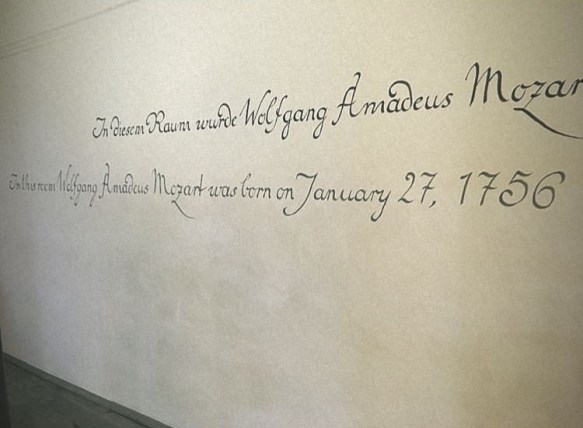 In diesem Raum wurde Wolfgang Amadeus Mozar
In this room Wolfgang Amadeus Mozart was born on January 27, 1756